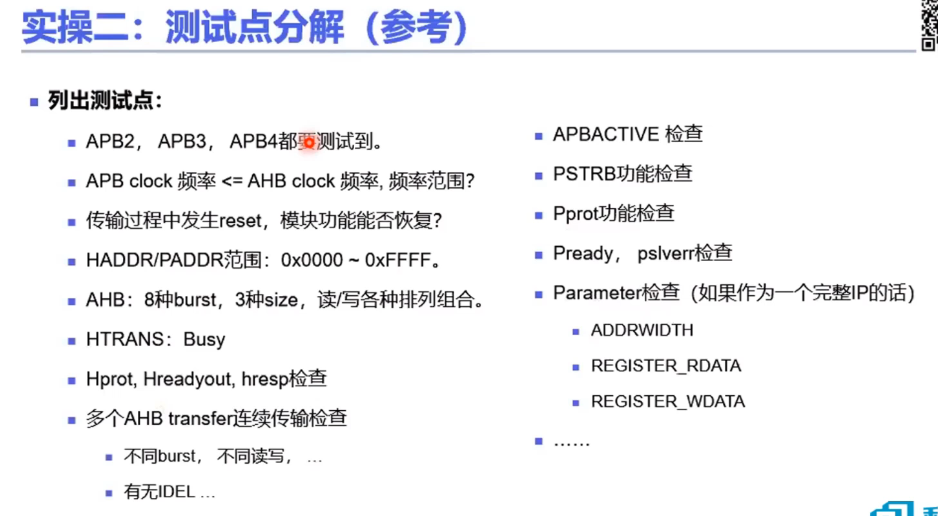 实操二：测试点分解（参考）
列出测试点：
APB2， APB3， APB4都要测试到。
APB clock 频率 <= AHB clock 频率, 频率范围？
传输过程中发生reset，模块功能能否恢复？
HADDR/PADDR范围：0x0000 ~ 0xFFFF。
AHB：8种burst，3种size，读/写各种排列组合。
HTRANS：Busy
Hprot, Hreadyout, hresp检查
多个AHB transfer连续传输检查
不同burst， 不同读写， …
有无IDEL …
APBACTIVE 检查
PSTRB功能检查
Pprot功能检查
Pready， pslverr检查
Parameter检查（如果作为一个完整IP的话）
ADDRWIDTH
REGISTER_RDATA
REGISTER_WDATA
……